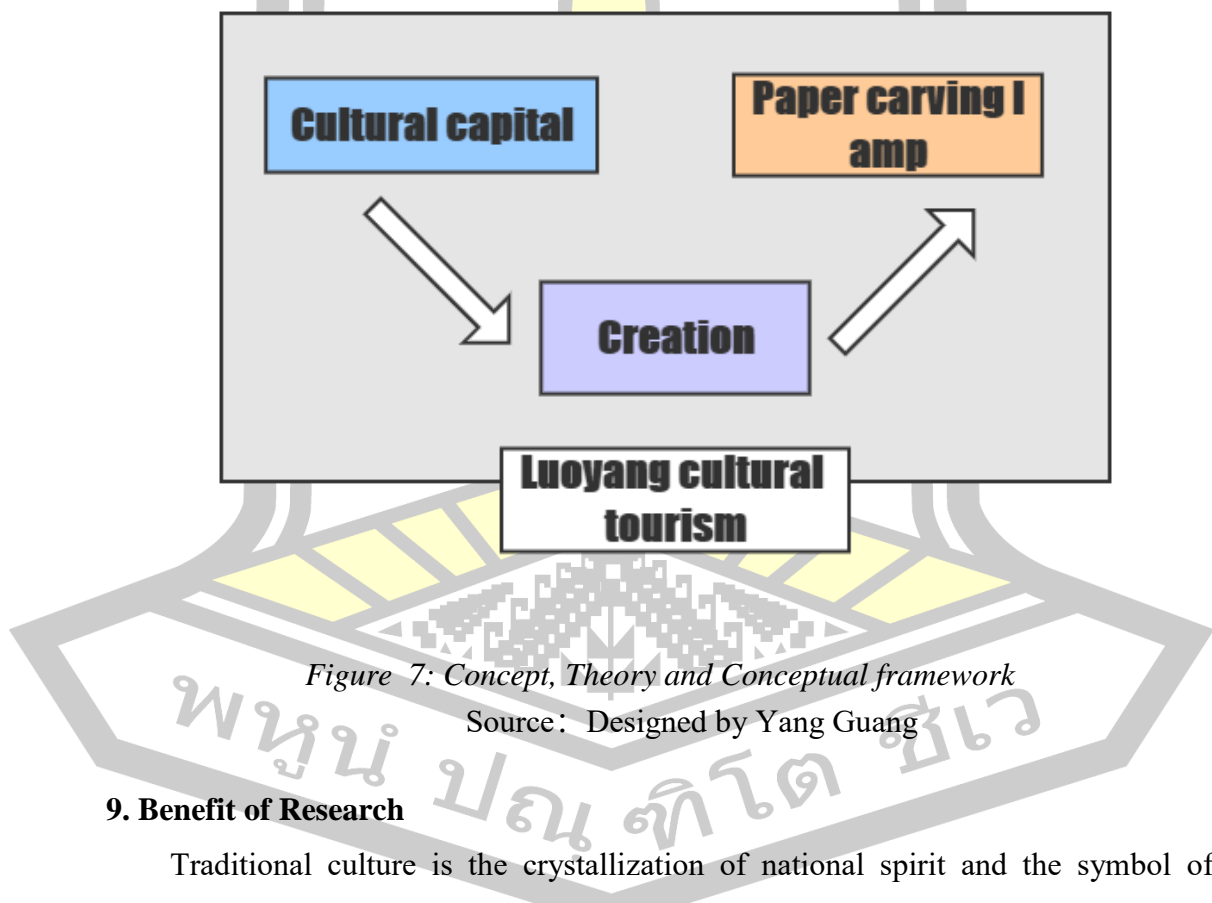 Cultural capital
Paper carving l
amp
Creation
Luoyang cultural
tourism
Figure 7: Concept, Theory and Conceptual framework
Source： Designed by Yang Guang
พหูนํ ปณฺฑิโต ชีเว
9. Benefit of Research
Traditional culture is the crystallization of national spirit and the symbol of